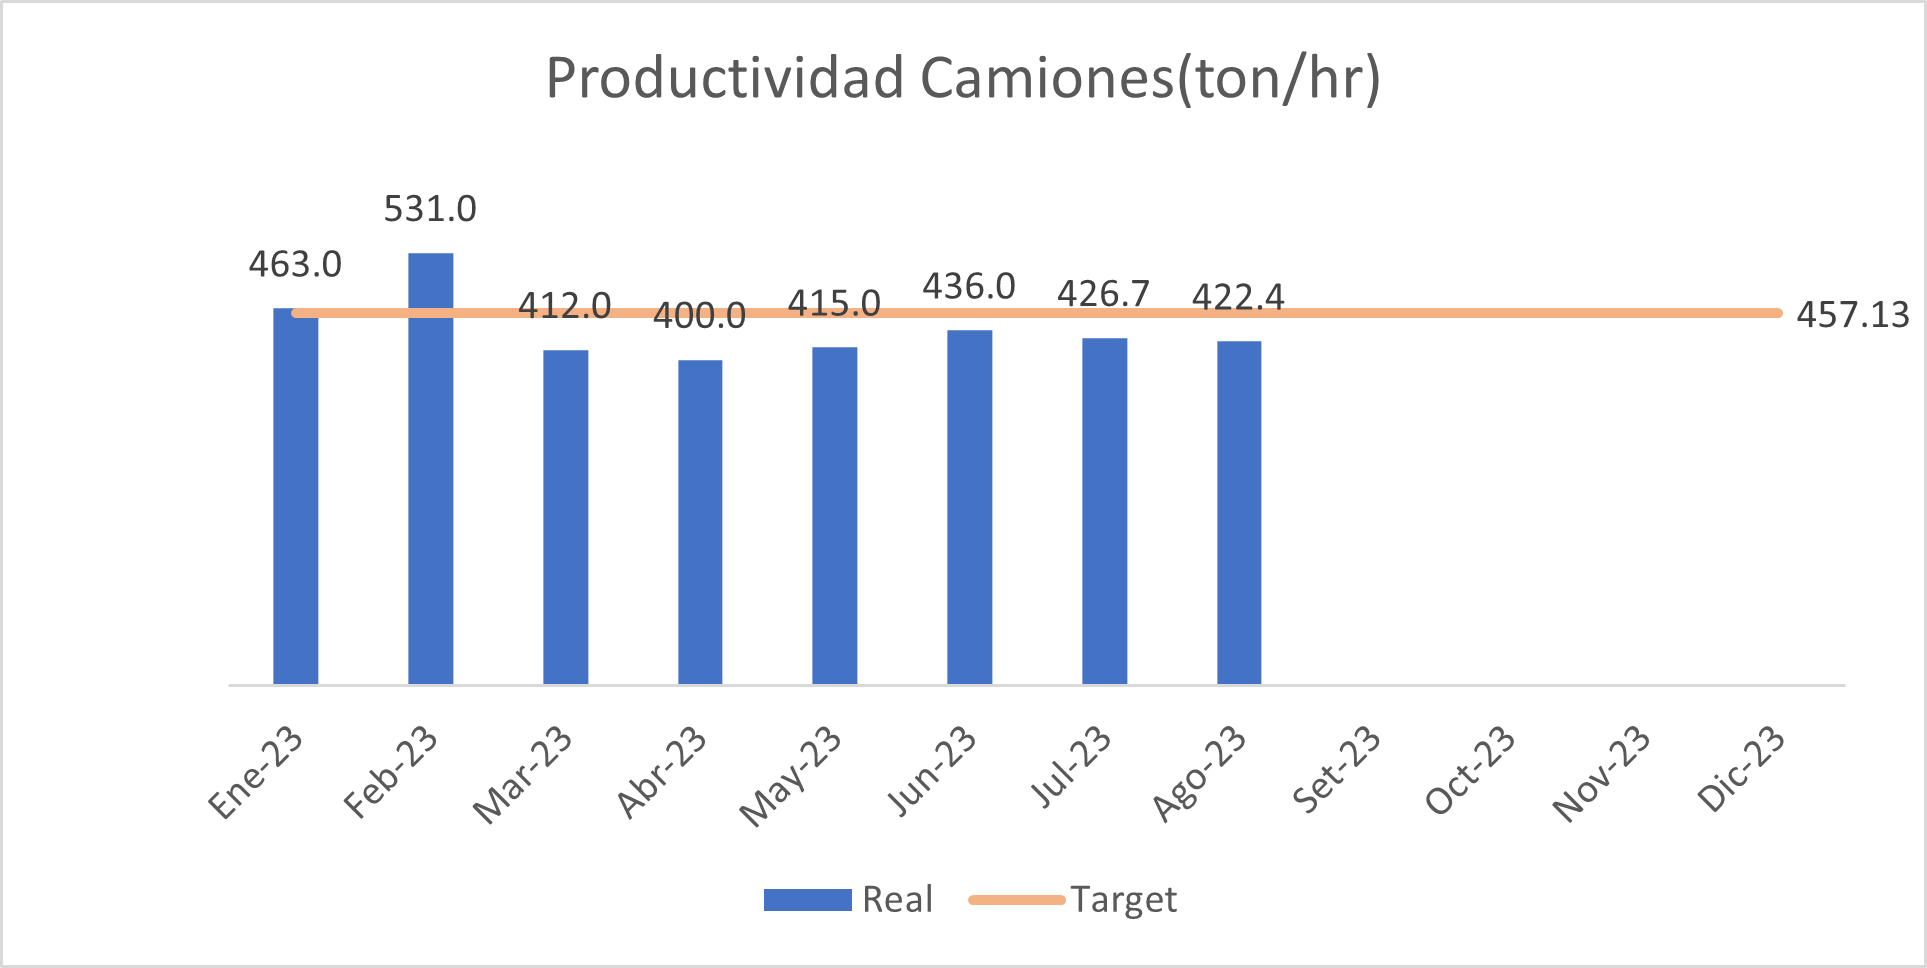 Productividad Camiones(ton/hr)
531.0
463.0
412.0
400.0
415.0
436.0
426.7
422.4
457.13
Ene-23
Feb-23
Mar-23
Abr-23
May-23
Jun-23
Jul-23
Ago-23
Set-23
Oct-23
Nov-23
Dic-23
Real
Target